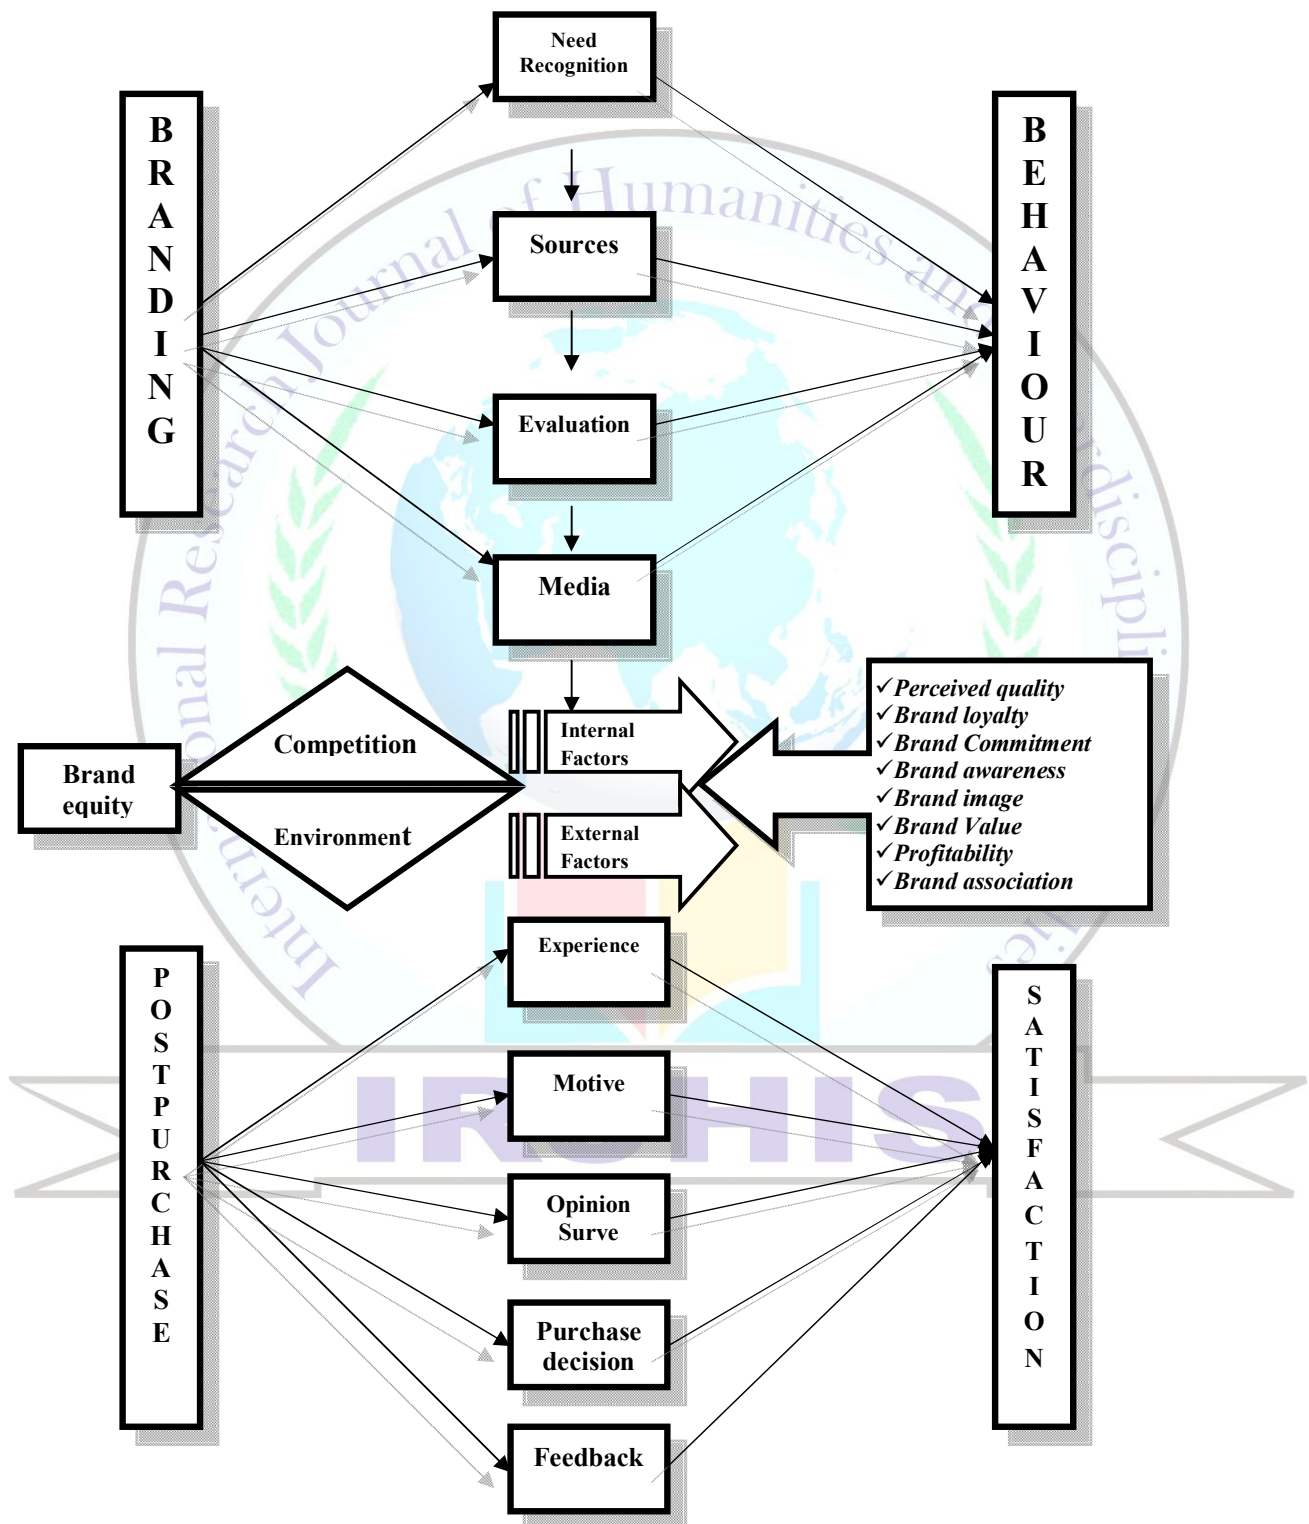 Need
Recognition
BRANDING
BEHAVIOUR
Sources
Evaluation
Media
Competition
Environment
Brand
equity
Internal
Factors
External
Factors
✓Perceived quality
✓Brand loyalty
✓Brand Commitment
✓Brand awareness
✓Brand image
✓Brand Value
✓Profitability
✓Brand association
POSTPURCHASE
SATISFACTION
Experience
Motive
Opinion
Surve
Purchase
decision
Feedback
International Research Journal of Humanities and
IRJHIS